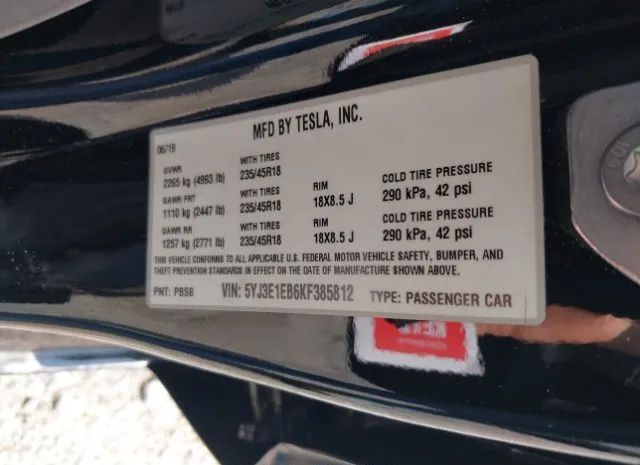 MFD BY TESLA, INC.
06/19
GVWR WITH TIRES
2265 kg (4993 lb) 235/45R18
GAWR FRT WITH TIRES RIM COLD TIRE PRESSURE
1110 kg (2447 lb) 235/45R18 18X8.5 J 290 kPa, 42 psi
GAWR RR WITH TIRES RIM COLD TIRE PRESSURE
1257 kg (2771 lb) 235/45R18 18X8.5 J 290 kPa, 42 psi
THIS VEHICLE CONFORMS TO ALL APPLICABLE U.S. FEDERAL MOTOR VEHICLE SAFETY, BUMPER, AND
THEFT PREVENTION STANDARDS IN EFFECT ON THE DATE OF MANUFACTURE SHOWN ABOVE.
PNT: PBSB VIN: 5YJ3E1EB6KF385812 TYPE: PASSENGER CAR